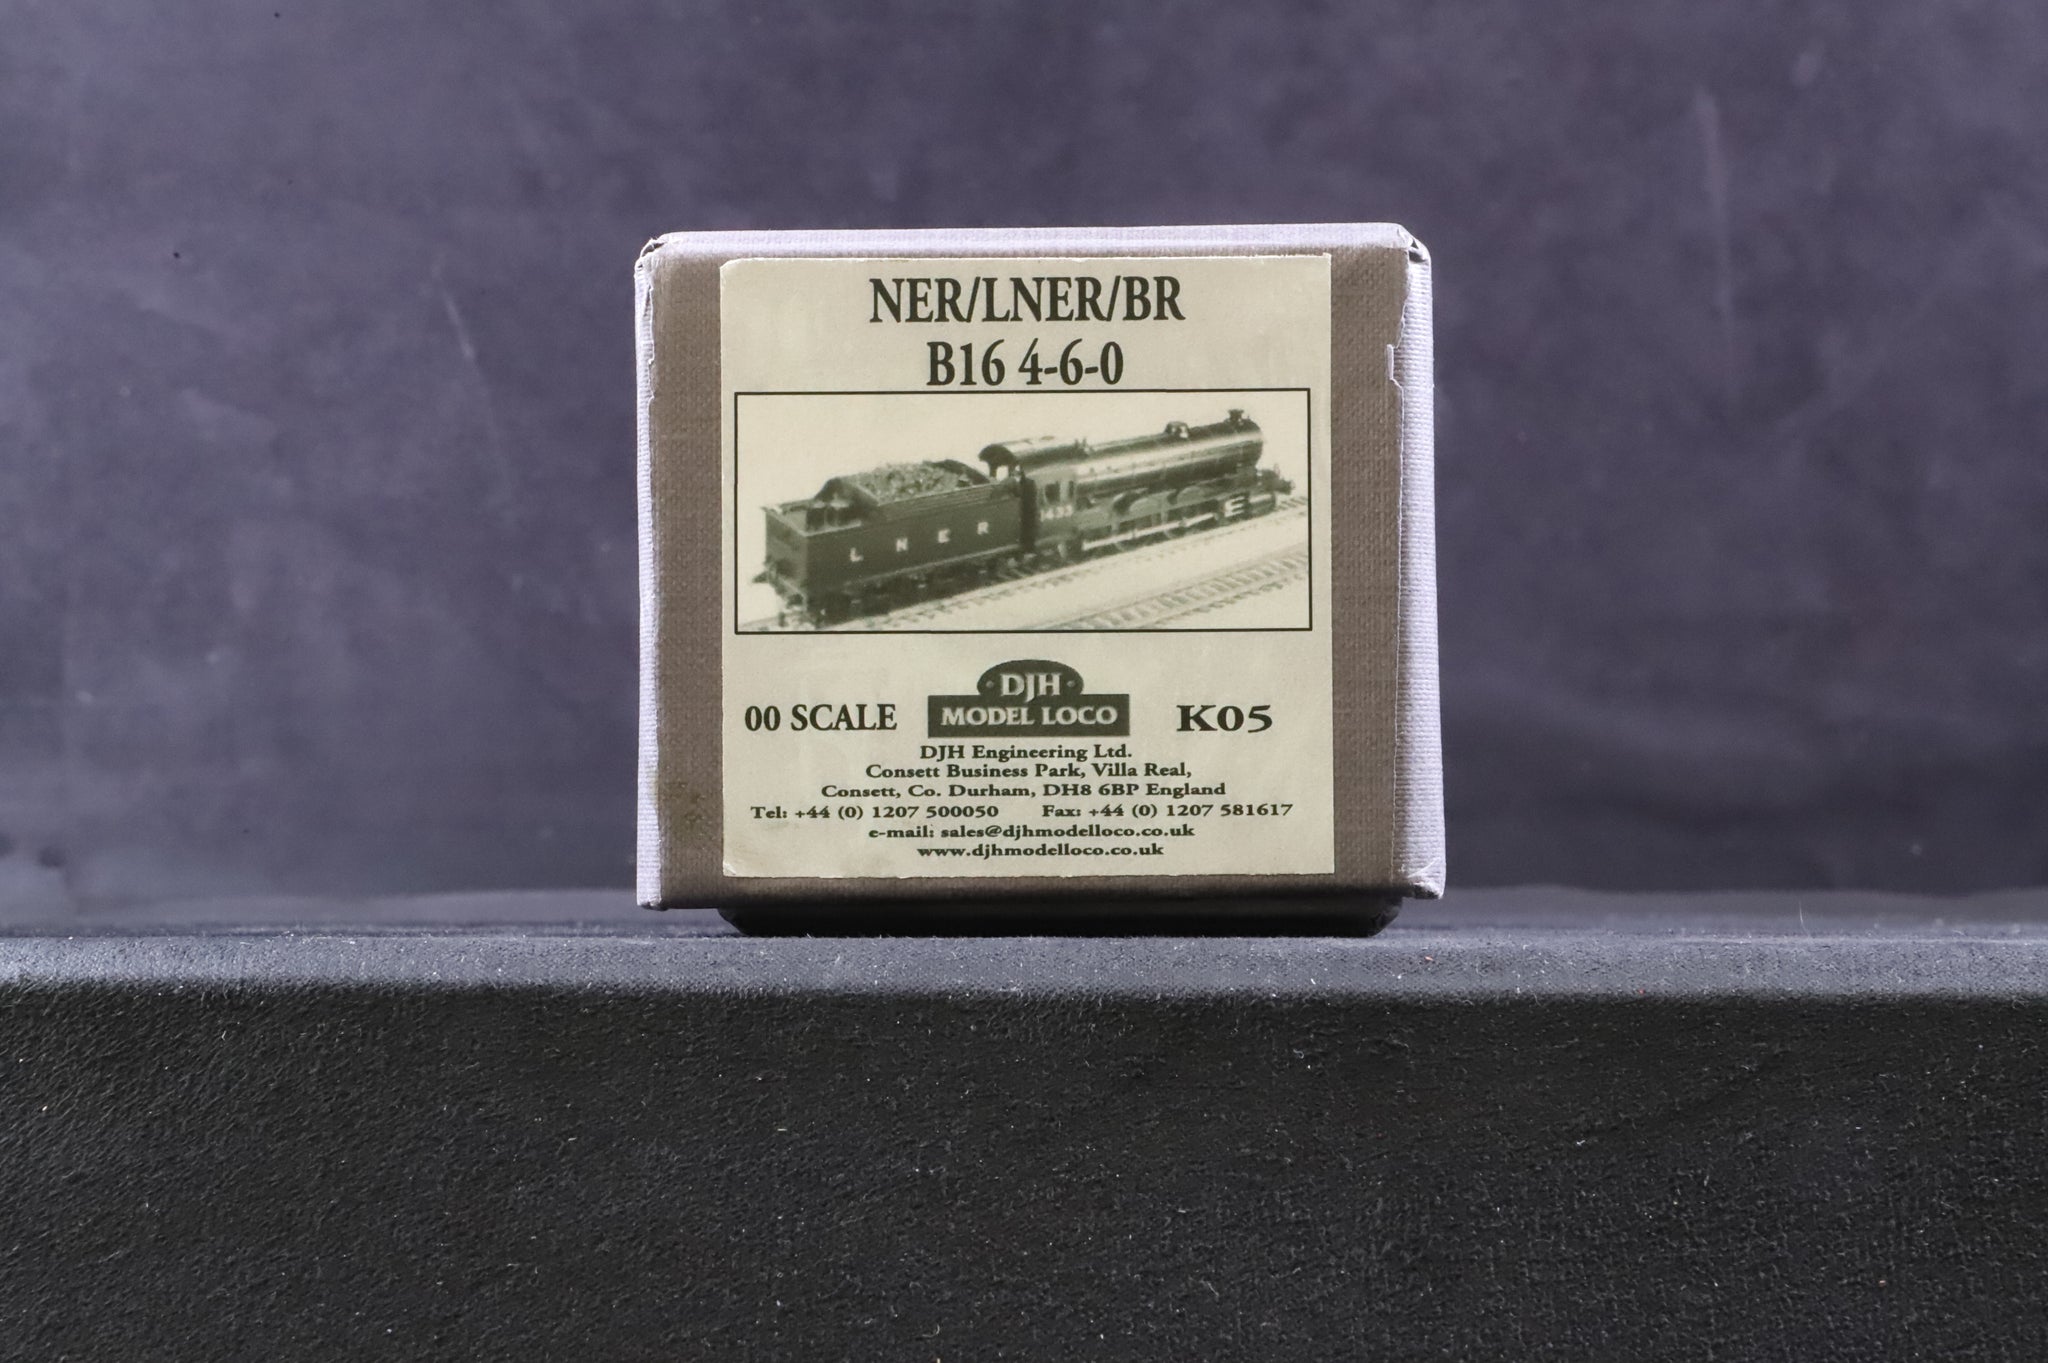 NER/LNER/BR
B16 4-6-0
L N E R
1435
00 SCALE
DJH
MODEL LOCO
K05
DJH Engineering Ltd.
Consett Business Park, Villa Real,
Consett, Co. Durham, DH8 6BP England
Tel: +44 (0) 1207 500050 Fax: +44 (0) 1207 581617
e-mail: sales@djhmodelloco.co.uk
www.djhmodelloco.co.uk